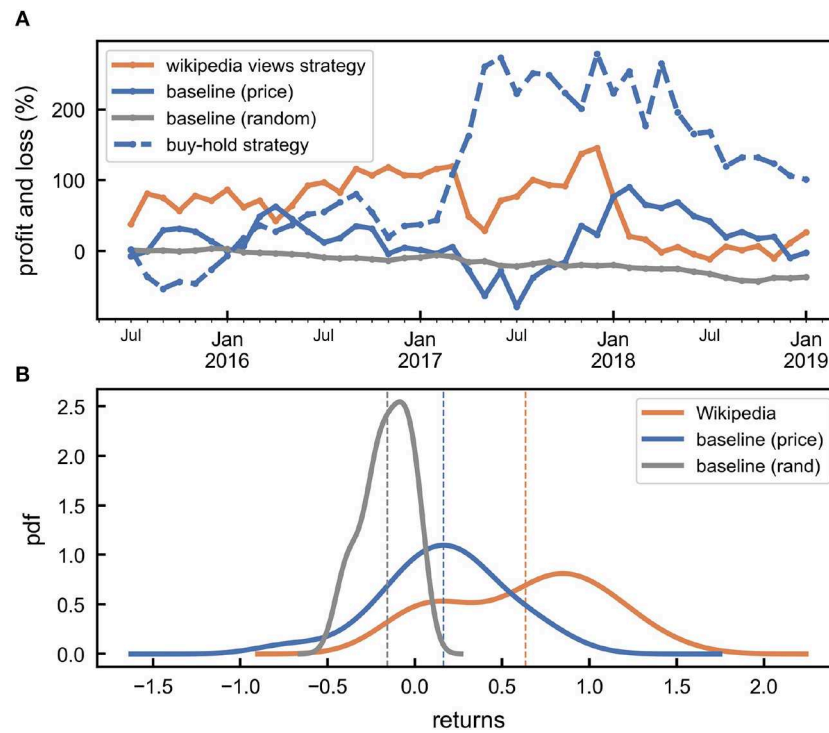 A
wikipedia views strategy
baseline (price)
baseline (random)
buy-hold strategy
profit and loss (%)
200
100
0
Jul
Jan
2016
Jul
Jan
2017
Jul
Jan
2018
Jul
Jan
2019
B
Wikipedia
baseline (price)
baseline (rand)
pdf
2.5
2.0
1.5
1.0
0.5
0.0
−1.5
−1.0
−0.5
0.0
0.5
1.0
1.5
2.0
returns